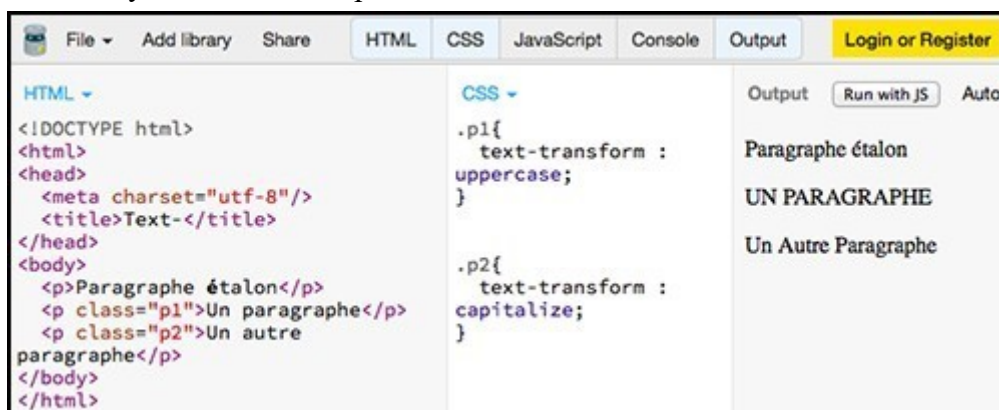 File Add library Share HTML CSS JavaScript Console Output Login or Register
HTML
<!DOCTYPE html>
<html>
<head>
<meta charset="utf-8"/>
<title>Text-</title>
</head>
<body>
<p>Paragraphe étalon</p>
<p class="p1">Un paragraphe</p>
<p class="p2">Un autre
paragraphe</p>
</body>
</html>
CSS
.p1{
text-transform :
uppercase;
}
.p2{
text-transform :
capitalize;
}
Output Run with JS Auto
Paragraphe étalon
UN PARAGRAPHE
Un Autre Paragraphe